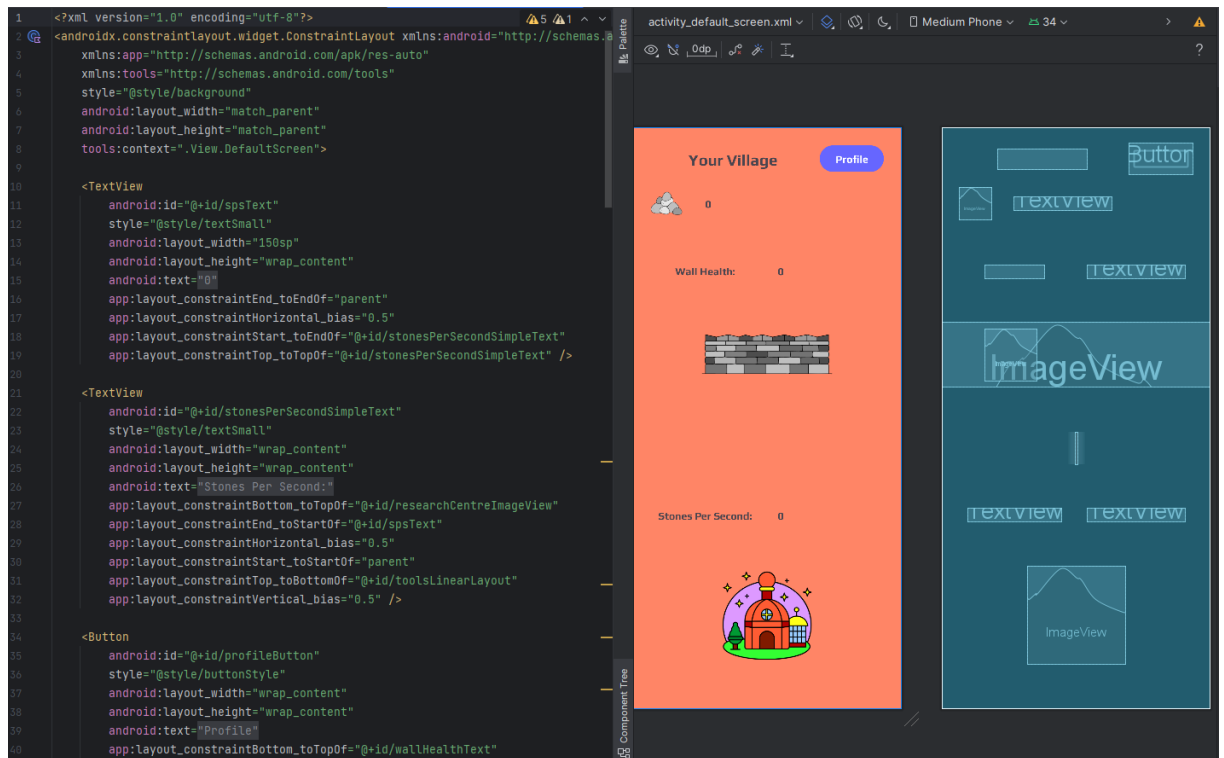 1 <?xml version="1.0" encoding="utf-8"?> 5 1
2 <androidx.constraintlayout.widget.ConstraintLayout xmlns:android="http://schemas.a
3 xmlns:app="http://schemas.android.com/apk/res-auto"
4 xmlns:tools="http://schemas.android.com/tools"
5 style="@style/background"
6 android:layout_width="match_parent"
7 android:layout_height="match_parent"
8 tools:context=".View.DefaultScreen">
9
10 <TextView
11 android:id="@+id/spsText"
12 style="@style/textSmall"
13 android:layout_width="150sp"
14 android:layout_height="wrap_content"
15 android:text="0"
16 app:layout_constraintEnd_toEndOf="parent"
17 app:layout_constraintHorizontal_bias="0.5"
18 app:layout_constraintStart_toEndOf="@+id/stonesPerSecondSimpleText"
19 app:layout_constraintTop_toTopOf="@+id/stonesPerSecondSimpleText" />
20
21 <TextView
22 android:id="@+id/stonesPerSecondSimpleText"
23 style="@style/textSmall"
24 android:layout_width="wrap_content"
25 android:layout_height="wrap_content"
26 android:text="Stones Per Second:"
27 app:layout_constraintBottom_toTopOf="@+id/researchCentreImageView"
28 app:layout_constraintEnd_toStartOf="@+id/spsText"
29 app:layout_constraintHorizontal_bias="0.5"
30 app:layout_constraintStart_toStartOf="parent"
31 app:layout_constraintTop_toBottomOf="@+id/toolsLinearLayout"
32 app:layout_constraintVertical_bias="0.5" />
33
34 <Button
35 android:id="@+id/profileButton"
36 style="@style/buttonStyle"
37 android:layout_width="wrap_content"
38 android:layout_height="wrap_content"
39 android:text="Profile"
40 app:layout_constraintBottom_toTopOf="@+id/wallHealthText"
Palette
Component Tree
activity_default_screen.xml Medium Phone 34
0dp ?
Your Village Profile
0
Wall Health: 0
Stones Per Second: 0
Button
ImageView TextView
TextView
ImageView
ImageView
TextView TextView
ImageView